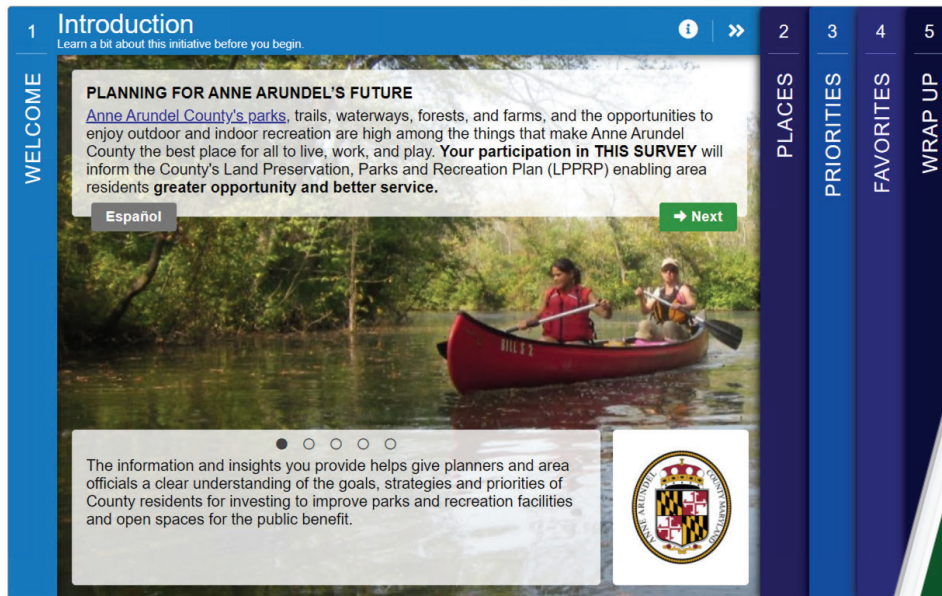 1
Introduction
Learn a bit about this initiative before you begin.
WELCOME
PLANNING FOR ANNE ARUNDEL'S FUTURE
Anne Arundel County's parks, trails, waterways, forests, and farms, and the opportunities to
enjoy outdoor and indoor recreation are high among the things that make Anne Arundel
County the best place for all to live, work, and play. Your participation in THIS SURVEY will
inform the County's Land Preservation, Parks and Recreation Plan (LPPRP) enabling area
residents greater opportunity and better service.
Español
Next
The information and insights you provide helps give planners and area
officials a clear understanding of the goals, strategies and priorities of
County residents for investing to improve parks and recreation facilities
and open spaces for the public benefit.
ANNE ARUNDEL COUNTY MARYLAND
2
PLACES
3
PRIORITIES
4
FAVORITES
5
WRAP UP